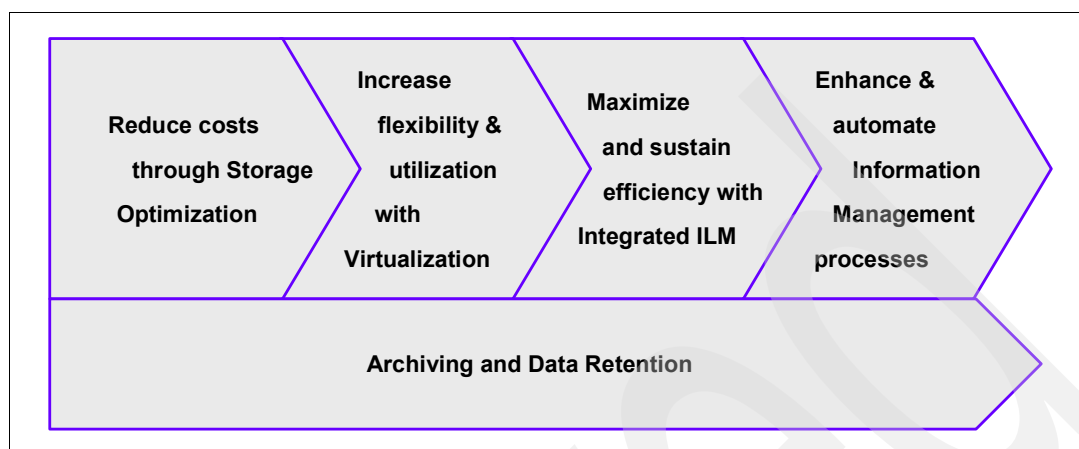 Reduce costs
through Storage
Optimization
Increase
flexibility &
utilization
with
Virtualization
Maximize
and sustain
efficiency with
Integrated ILM
Enhance &
automate
Information
Management
processes
Archiving and Data Retention